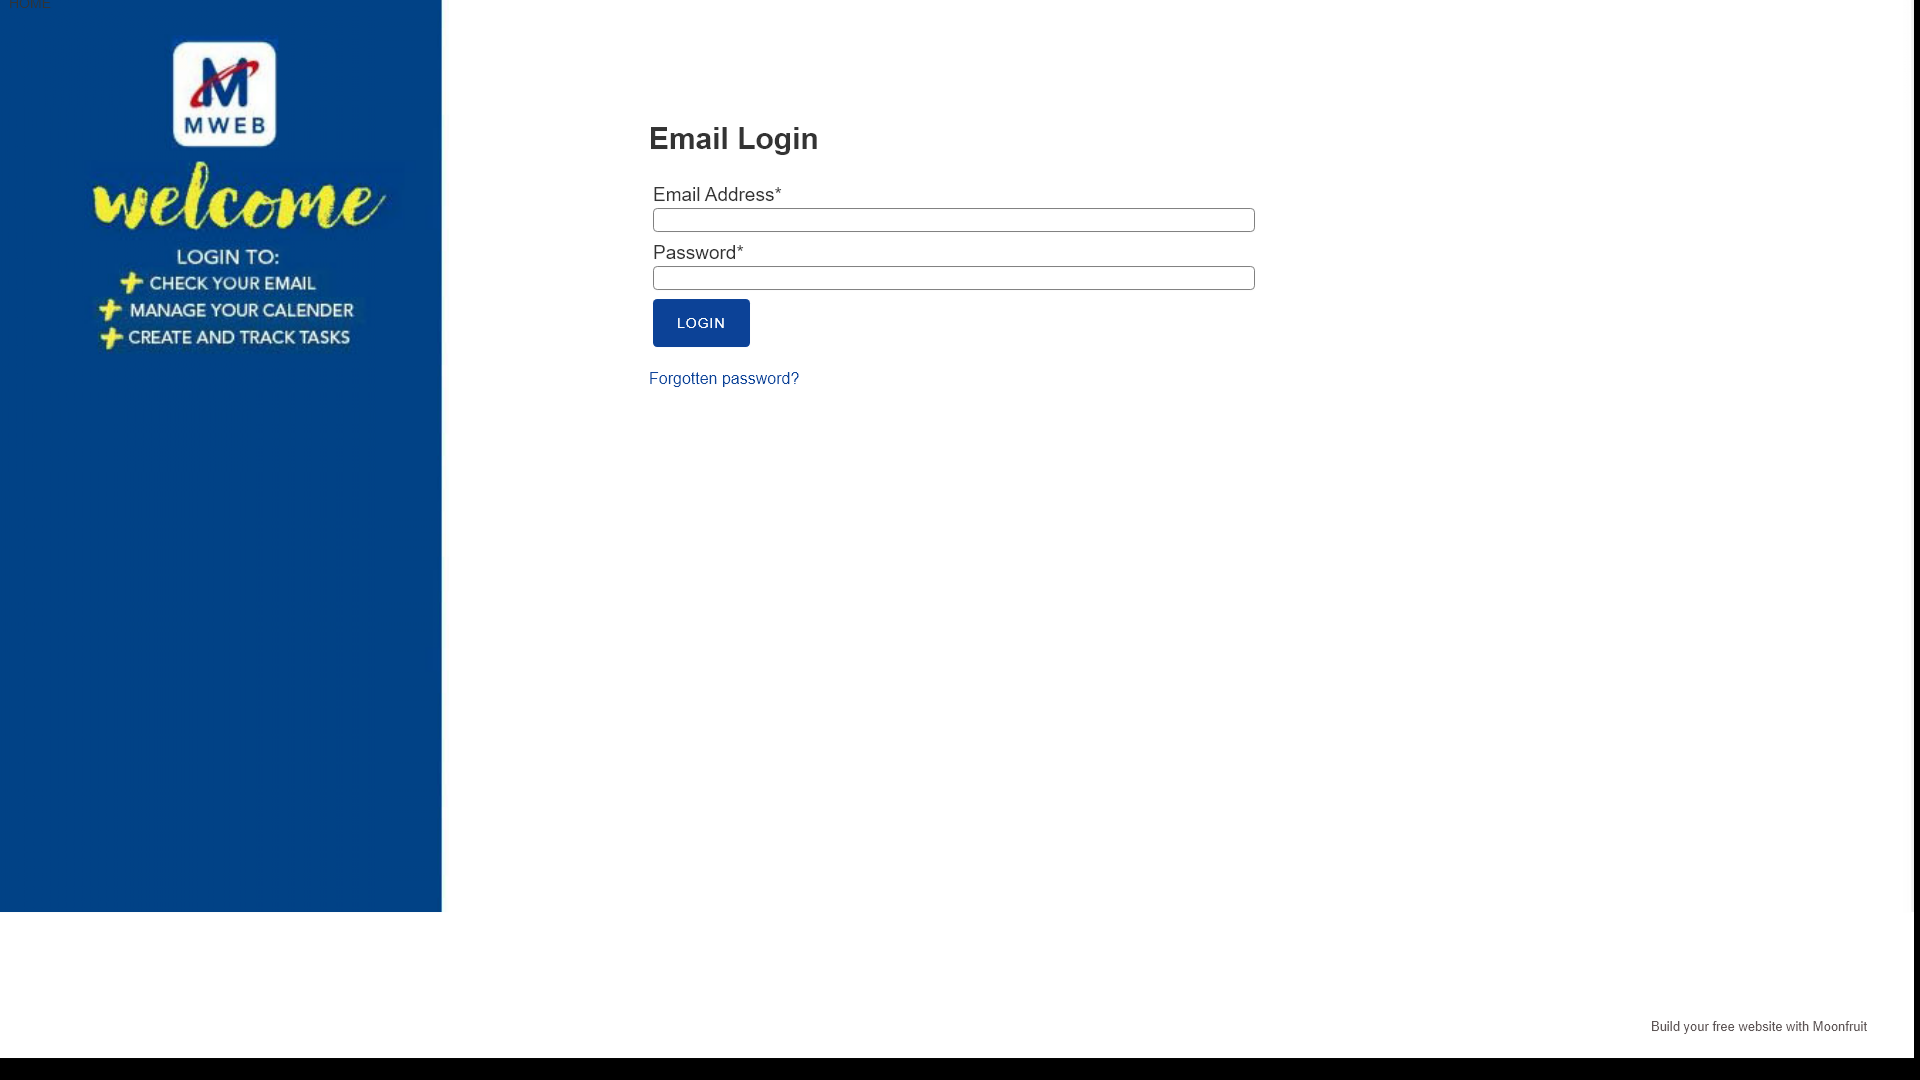 MWEB
welcome
LOGIN TO:
CHECK YOUR EMAIL
MANAGE YOUR CALENDER
CREATE AND TRACK TASKS
Email Login
Email Address*
Password*
LOGIN
Forgotten password?
Build your free website with Moonfruit